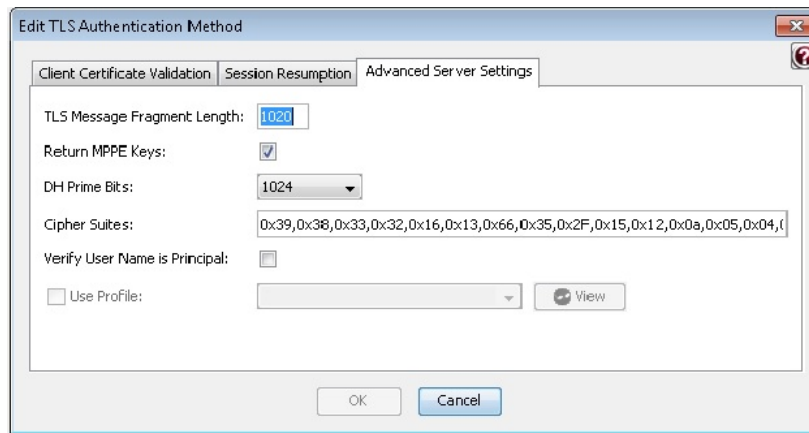 Edit TLS Authentication Method
Client Certificate Validation Session Resumption Advanced Server Settings
TLS Message Fragment Length: 1020
Return MPPE Keys:
DH Prime Bits: 1024
Cipher Suites: 0x39,0x38,0x33,0x32,0x16,0x13,0x66,0x35,0x2F,0x15,0x12,0x0a,0x05,0x04,
Verify User Name is Principal:
Use Profile: View
OK Cancel